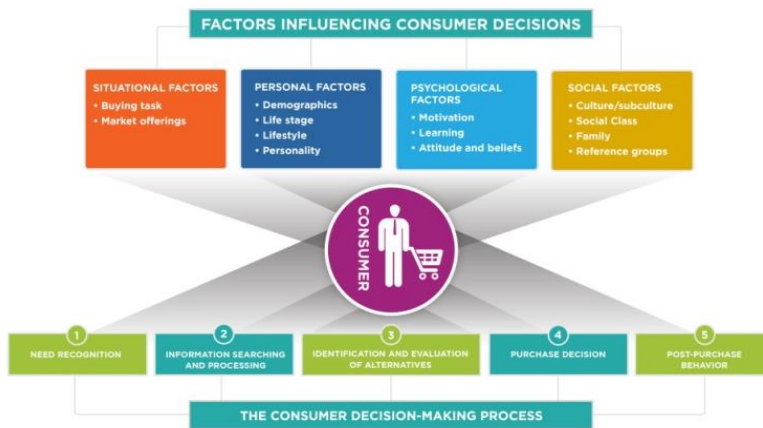 FACTORS INFLUENCING CONSUMER DECISIONS
SITUATIONAL FACTORS
• Buying task
• Market offerings
PERSONAL FACTORS
• Demographics
• Life stage
• Lifestyle
• Personality
PSYCHOLOGICAL
FACTORS
• Motivation
• Learning
• Attitude and beliefs
SOCIAL FACTORS
• Culture/subculture
• Social Class
• Family
• Reference groups
CONSUMER
1
NEED RECOGNITION
2
INFORMATION SEARCHING
AND PROCESSING
3
IDENTIFICATION AND EVALUATION
OF ALTERNATIVES
4
PURCHASE DECISION
5
POST-PURCHASE
BEHAVIOR
THE CONSUMER DECISION-MAKING PROCESS